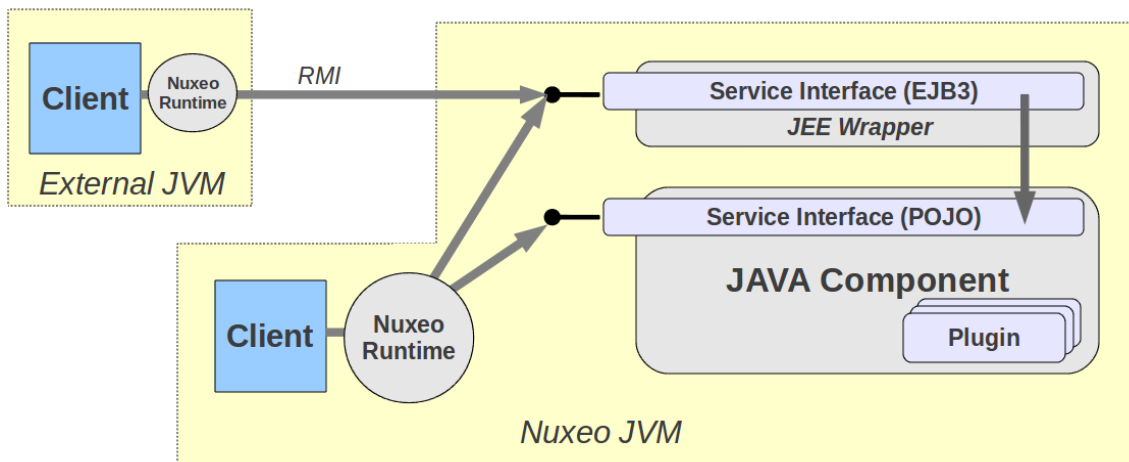 Client
Nuxeo
Runtime
RMI
External JVM
Service Interface (EJB3)
JEE Wrapper
Service Interface (POJO)
JAVA Component
Plugin
Client
Nuxeo
Runtime
Nuxeo JVM